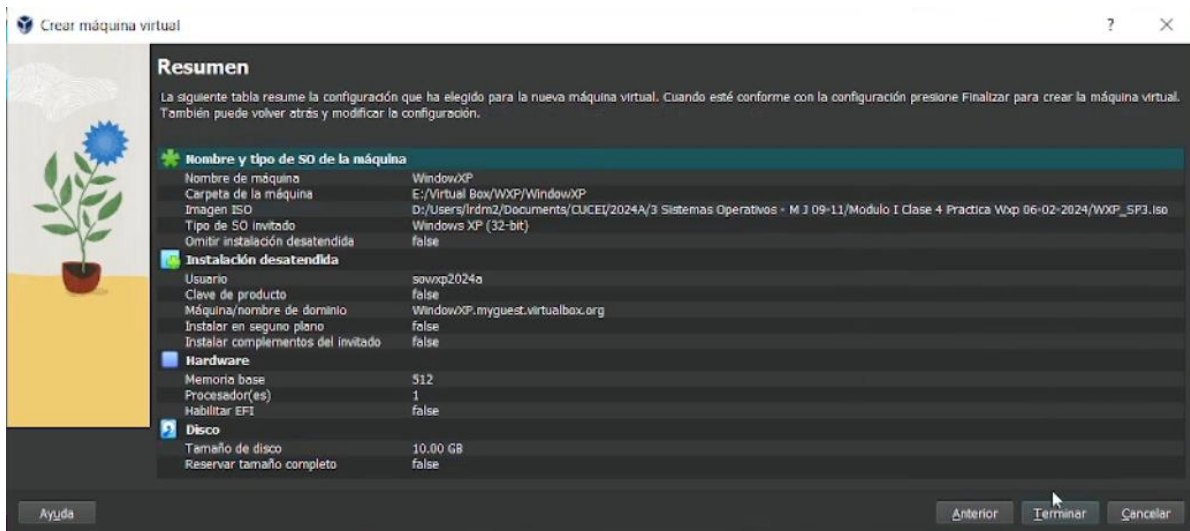 Crear máquina virtual
Resumen
La siguiente tabla resume la configuración que ha elegido para la nueva máquina virtual. Cuando esté conforme con la configuración presione Finalizar para crear la máquina virtual.
También puede volver atrás y modificar la configuración.
Nombre y tipo de SO de la máquina
Nombre de máquina WindowXP
Carpeta de la máquina E:/Virtual Box/WXP/WindowXP
Imagen ISO D:/Users/lrdm2/Documents/CUCEI/2024A/3 Sistemas Operativos - M J 09-11/Modulo I Clase 4 Practica Wxp 06-02-2024/WXP_SP3.iso
Tipo de SO invitado Windows XP (32-bit)
Omitir instalación desatendida false
Instalación desatendida
Usuario sowxp2024a
Clave de producto false
Máquina/nombre de dominio WindowXP.myguest.virtualbox.org
Instalar en seguno plano false
Instalar complementos del invitado false
Hardware
Memoria base 512
Procesador(es) 1
Habilitar EFI false
Disco
Tamaño de disco 10.00 GB
Reservar tamaño completo false
Ayuda Anterior Terminar Cancelar